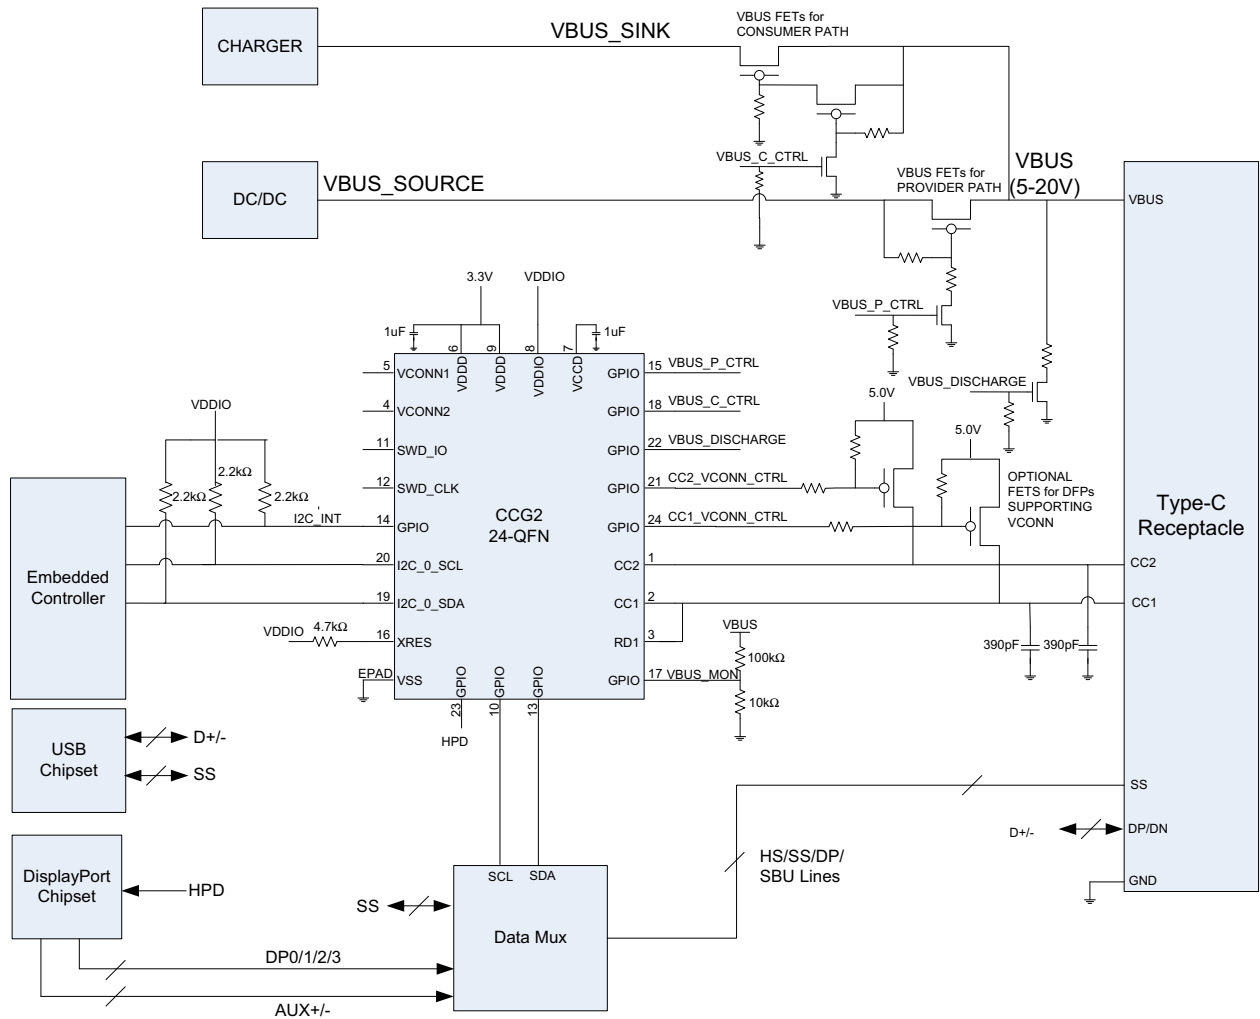 CHARGER
VBUS_SINK
VBUS FETs for
CONSUMER PATH
VBUS_C_CTRL
DC/DC
VBUS_SOURCE
VBUS FETs for
PROVIDER PATH
VBUS
(5-20V)
VBUS_P_CTRL
VBUS_DISCHARGE
3.3V
VDDIO
1uF
1uF
6
9
8
7
VDDD
VDDD
VDDIO
VCCD
5
VCONN1
4
VCONN2
11
SWD_IO
12
SWD_CLK
14
GPIO
20
I2C_0_SCL
19
I2C_0_SDA
16
XRES
EPAD
VSS
CCG2
24-QFN
GPIO
15
VBUS_P_CTRL
GPIO
18
VBUS_C_CTRL
GPIO
22
VBUS_DISCHARGE
GPIO
21
CC2_VCONN_CTRL
GPIO
24
CC1_VCONN_CTRL
CC2
1
CC1
2
RD1
3
GPIO
17
VBUS_MON
GPIO
GPIO
GPIO
23
10
13
HPD
VDDIO
2.2kΩ
2.2kΩ
2.2kΩ
I2C_INT
VDDIO
4.7kΩ
Embedded
Controller
5.0V
5.0V
OPTIONAL
FETS for DFPs
SUPPORTING
VCONN
VBUS
100kΩ
10kΩ
390pF
390pF
Type-C
Receptacle
VBUS
CC2
CC1
SS
DP/DN
GND
D+/-
USB
Chipset
D+/-
SS
DisplayPort
Chipset
HPD
SS
DP0/1/2/3
AUX+/-
SCL
SDA
Data Mux
HS/SS/DP/
SBU Lines